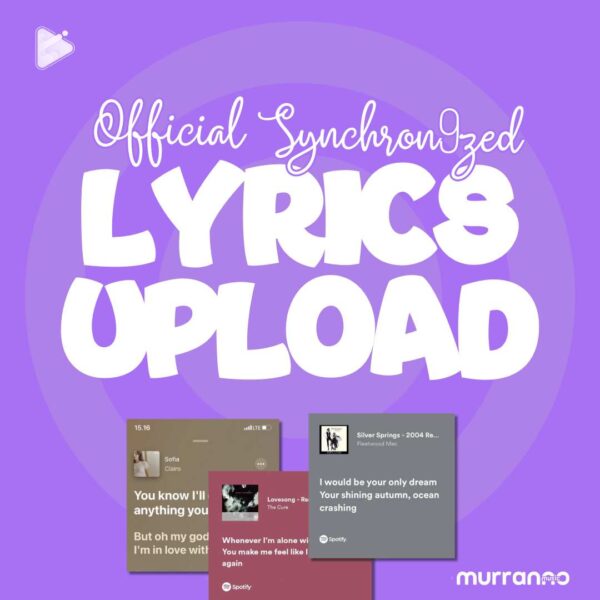 Official Synchron9zed
LYRICS
UPLOAD
15.16
LTE
Sofia
Clairo
You know I'll
anything you
But oh my god
I'm in love with
Lovesong - Re
The Cure
Whenever I'm alone wi
You make me feel like I
again
Spotify
Silver Springs - 2004 Re...
Fleetwood Mac
I would be your only dream
Your shining autumn, ocean
crashing
Spotify
murranno
music